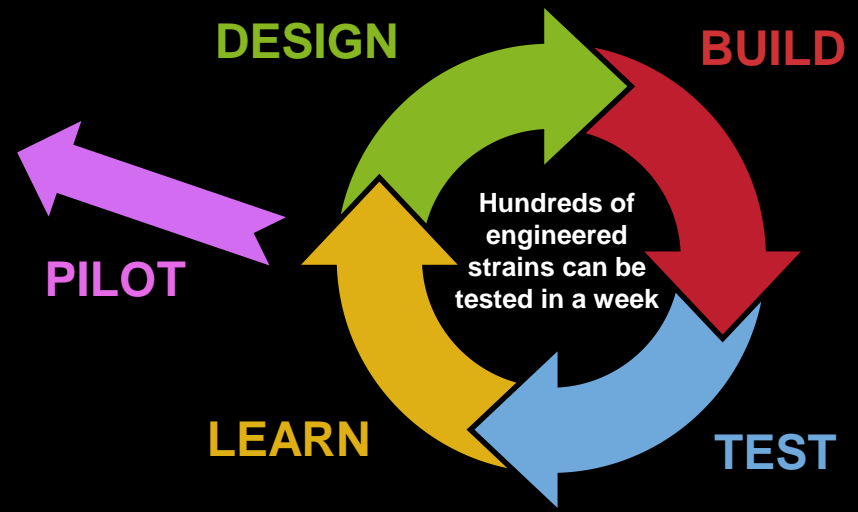 DESIGN
BUILD
Hundreds of
engineered
strains can be
tested in a week
PILOT
LEARN
TEST